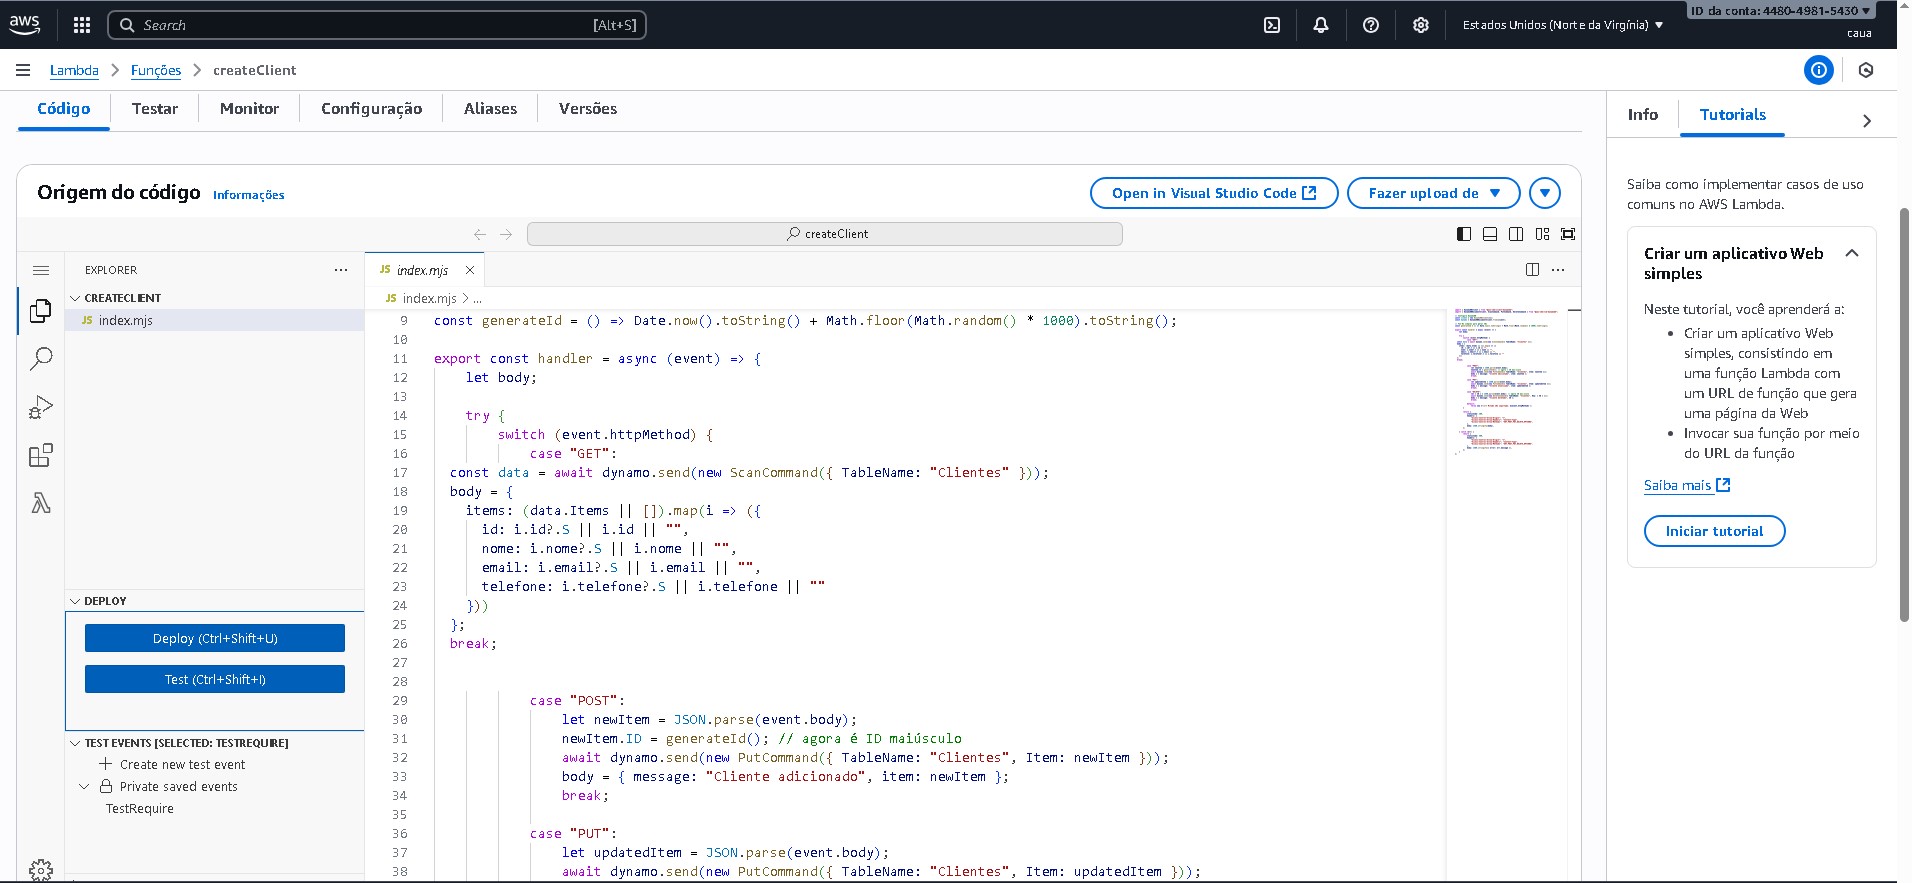 aws
Search [Alt+S]
Estados Unidos (Norte da Virgínia) ▼
ID da conta: 4480-4981-5430 ▼
caua
Lambda > Funções > createClient
Código Testar Monitor Configuração Aliases Versões
Origem do código Informações
Open in Visual Studio Code
Fazer upload de ▼
createClient
EXPLORER ...
CREATECLIENT
JS index.mjs
DEPLOY
Deploy (Ctrl+Shift+U)
Test (Ctrl+Shift+I)
TEST EVENTS [SELECTED: TESTREQUIRE]
Create new test event
Private saved events
TestRequire
JS index.mjs
JS index.mjs > ...
9 const generateId = () => Date.now().toString() + Math.floor(Math.random() * 1000).toString();
10
11 export const handler = async (event) => {
12 let body;
13
14 try {
15 switch (event.httpMethod) {
16 case "GET":
17 const data = await dynamo.send(new ScanCommand({ TableName: "Clientes" }));
18 body = {
19 items: (data.Items || []).map(i => ({
20 id: i.id?.S || i.id || "",
21 nome: i.nome?.S || i.nome || "",
22 email: i.email?.S || i.email || "",
23 telefone: i.telefone?.S || i.telefone || ""
24 }))
25 };
26 break;
27
28
29 case "POST":
30 let newItem = JSON.parse(event.body);
31 newItem.ID = generateId(); // agora é ID maiúsculo
32 await dynamo.send(new PutCommand({ TableName: "Clientes", Item: newItem }));
33 body = { message: "Cliente adicionado", item: newItem };
34 break;
35
36 case "PUT":
37 let updatedItem = JSON.parse(event.body);
38 await dynamo.send(new PutCommand({ TableName: "Clientes", Item: updatedItem }));
Info Tutorials
Saiba como implementar casos de uso
comuns no AWS Lambda.
Criar um aplicativo Web
simples
Neste tutorial, você aprenderá a:
• Criar um aplicativo Web
simples, consistindo em
uma função Lambda com
um URL de função que gera
uma página da Web
• Invocar sua função por meio
do URL da função
Saiba mais
Iniciar tutorial